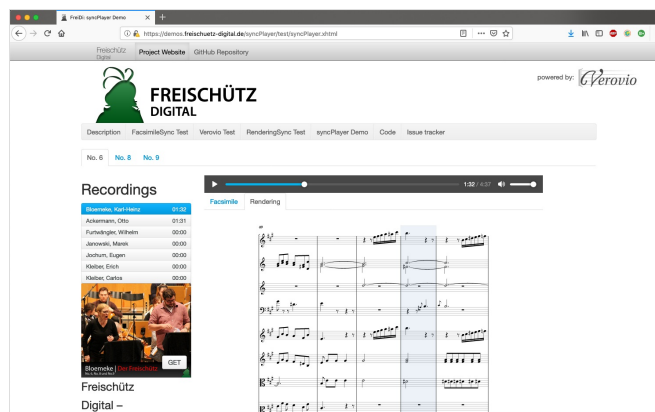 FreiDi: syncPlayer Demo
https://demos.freischuetz-digital.de/syncPlayer/test/syncPlayer.xhtml
Freischütz
Digital
Project Website
GitHub Repository
powered by: Verovio
FREISCHÜTZ
DIGITAL
Description
FacsimileSync Test
Verovio Test
RenderingSync Test
syncPlayer Demo
Code
Issue tracker
No. 6
No. 8
No. 9
Recordings
1:32 / 4:37
Facsimile
Rendering
Bloemeke, Karl-Heinz 01:32
Ackermann, Otto 01:31
Furtwängler, Wilhelm 00:00
Janowski, Marek 00:00
Jochum, Eugen 00:00
Kleiber, Erich 00:00
Kleiber, Carlos 00:00
Bloemeke | Der Freischütz
GET
Freischütz
Digital –